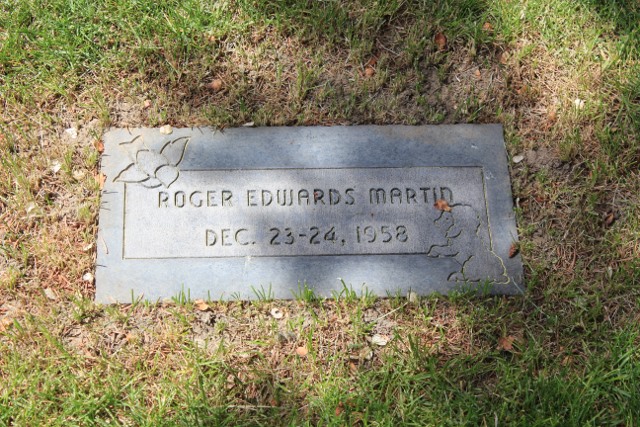 ROGER EDWARDS MARTIN
DEC. 23-24, 1958